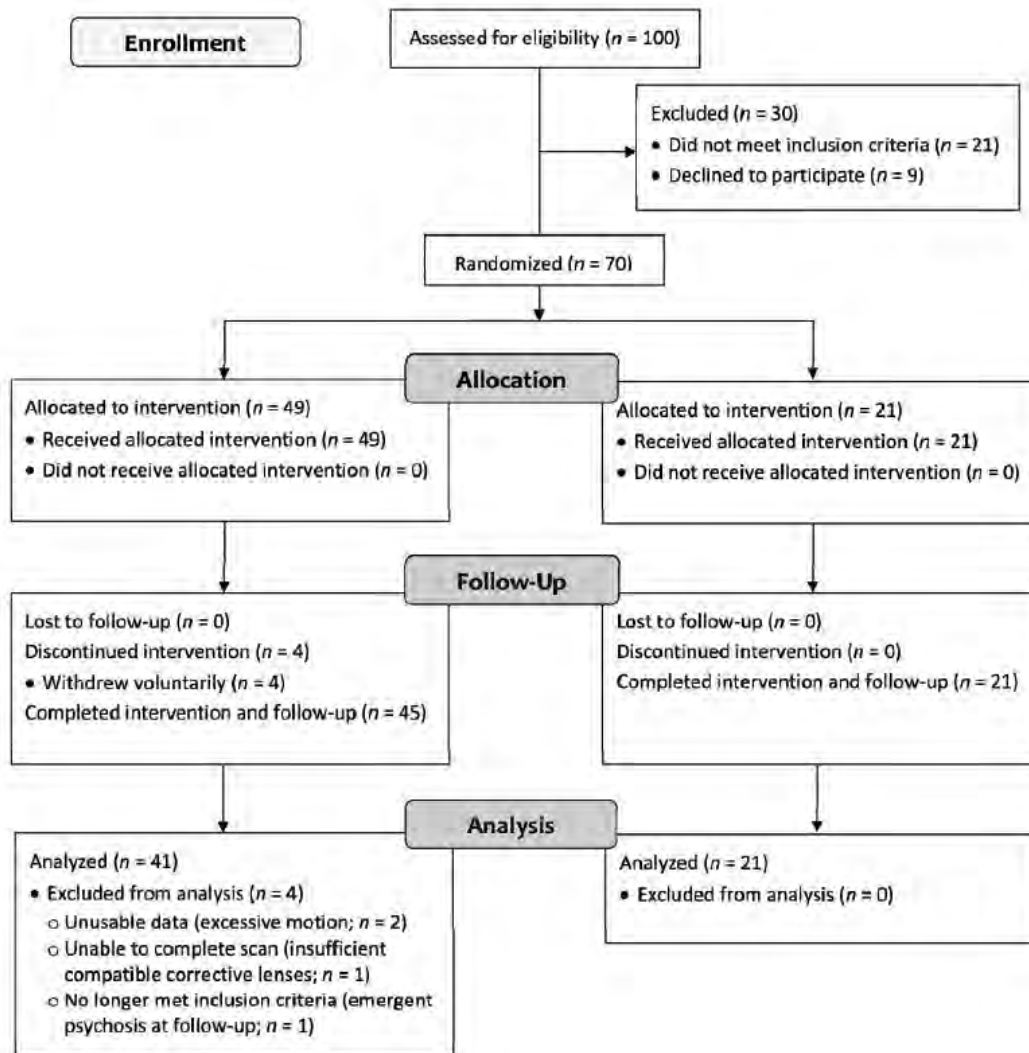 Enrollment
Assessed for eligibility (n = 100)
Excluded (n = 30)
• Did not meet inclusion criteria (n = 21)
• Declined to participate (n = 9)
Randomized (n = 70)
Allocation
Allocated to intervention (n = 49)
• Received allocated intervention (n = 49)
• Did not receive allocated intervention (n = 0)
Allocated to intervention (n = 21)
• Received allocated intervention (n = 21)
• Did not receive allocated intervention (n = 0)
Follow-Up
Lost to follow-up (n = 0)
Discontinued intervention (n = 4)
• Withdrew voluntarily (n = 4)
Completed intervention and follow-up (n = 45)
Lost to follow-up (n = 0)
Discontinued intervention (n = 0)
Completed intervention and follow-up (n = 21)
Analysis
Analyzed (n = 41)
• Excluded from analysis (n = 4)
o Unusable data (excessive motion; n = 2)
o Unable to complete scan (insufficient
compatible corrective lenses; n = 1)
o No longer met inclusion criteria (emergent
psychosis at follow-up; n = 1)
Analyzed (n = 21)
• Excluded from analysis (n = 0)